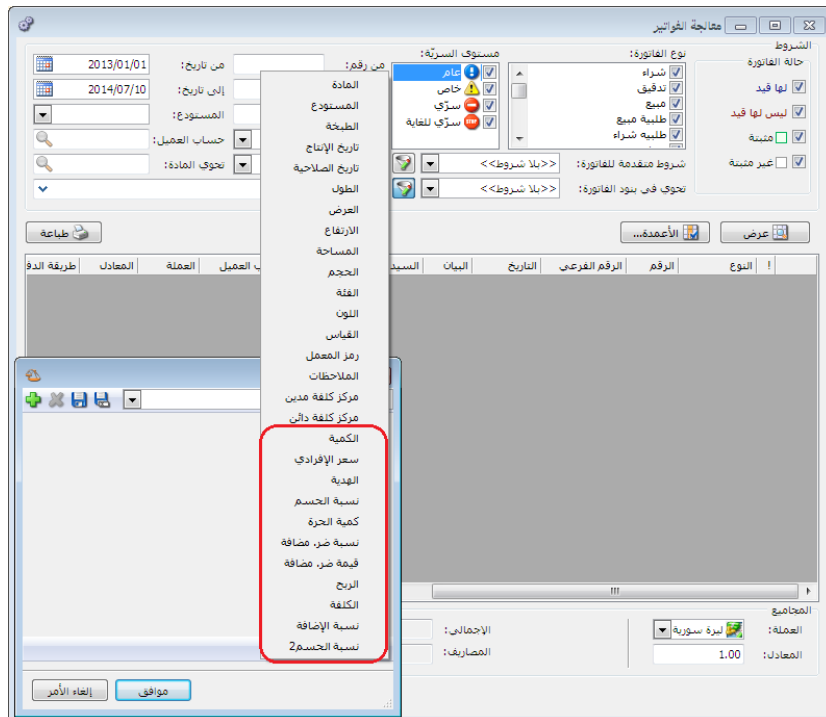 معالجة الفواتير
الشروط
حالة الفاتورة
لها قيد
ليس لها قيد
مثبتة
غير مثبتة
نوع الفاتورة:
شراء
تدقيق
مبيع
طلبية مبيع
طلبيه شراء
مستوى السريّة:
عام
خاص
سرّي
سرّي للغاية
شروط متقدمة للفاتورة:
<<بلا شروط>>
تحوي في بنود الفاتورة:
<<بلا شروط>>
من رقم:
من تاريخ:
2013/01/01
إلى تاريخ:
2014/07/10
المستودع:
حساب العميل:
تحوي المادة:
عرض
الأعمدة...
طباعة
! النوع الرقم الرقم الفرعي التاريخ البيان العميل العملة المعادل
المادة
المستودع
الطبخة
تاريخ الإنتاج
تاريخ الصلاحية
الطول
العرض
الارتفاع
المساحة
الحجم
الفئة
اللون
القياس
رمز المعمل
الملاحظات
مركز كلفة مدين
مركز كلفة دائن
الكمية
سعر الإفرادي
الهدية
نسبة الحسم
كمية الحرة
نسبة ضر. مضافة
قيمة ضر. مضافة
الربح
الكلفة
نسبة الإضافة
نسبة الحسم2
موافق
إلغاء الأمر
المجاميع
العملة:
ليرة سورية
المعادل:
1.00
الإجمالي:
المصاريف: